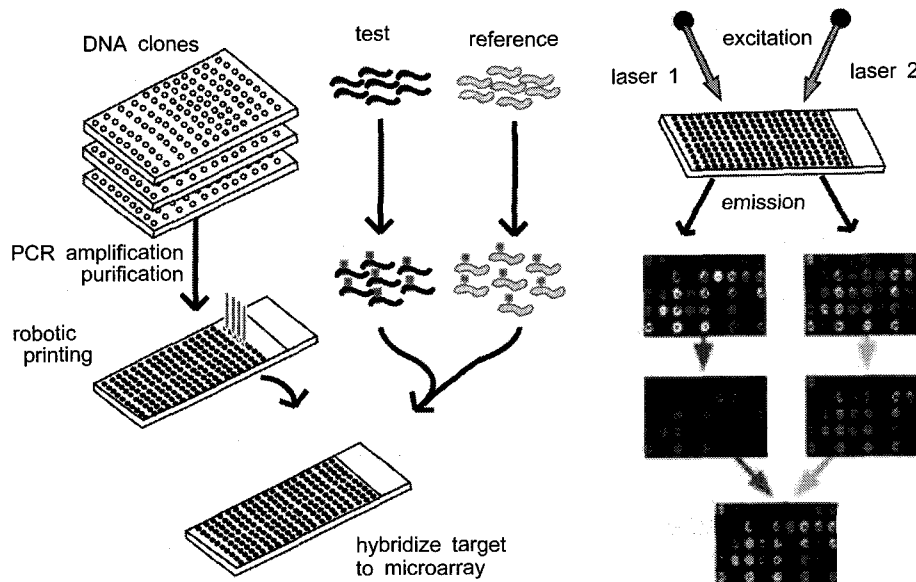 DNA clones
test
reference
PCR amplification
purification
robotic
printing
hybridize target
to microarray
excitation
laser 1
laser 2
emission